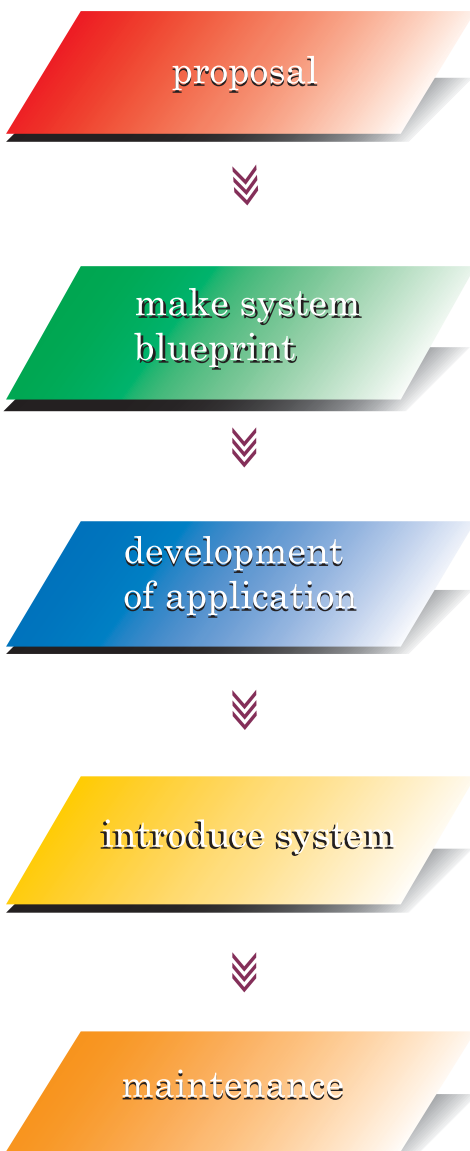 proposal
make system
blueprint
development
of application
introduce system
maintenance